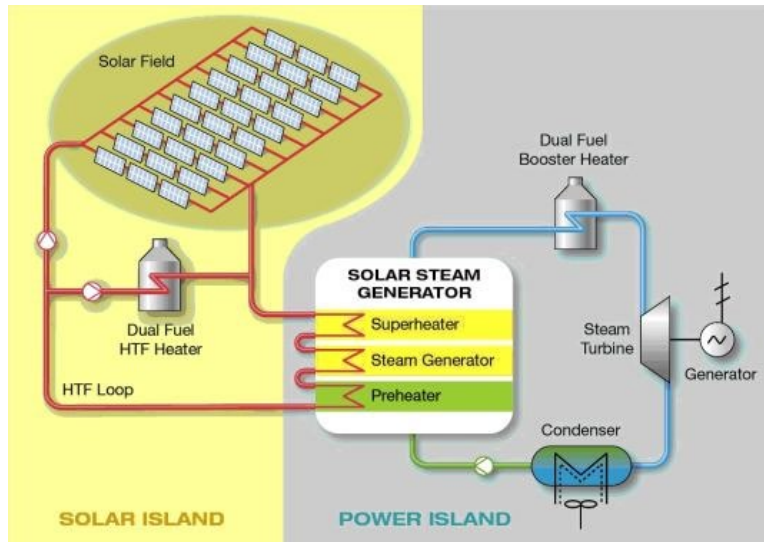 Solar Field
Dual Fuel
Booster Heater
SOLAR STEAM
GENERATOR
Superheater
Steam Generator
Preheater
Dual Fuel
HTF Heater
HTF Loop
Steam
Turbine
Generator
Condenser
SOLAR ISLAND
POWER ISLAND